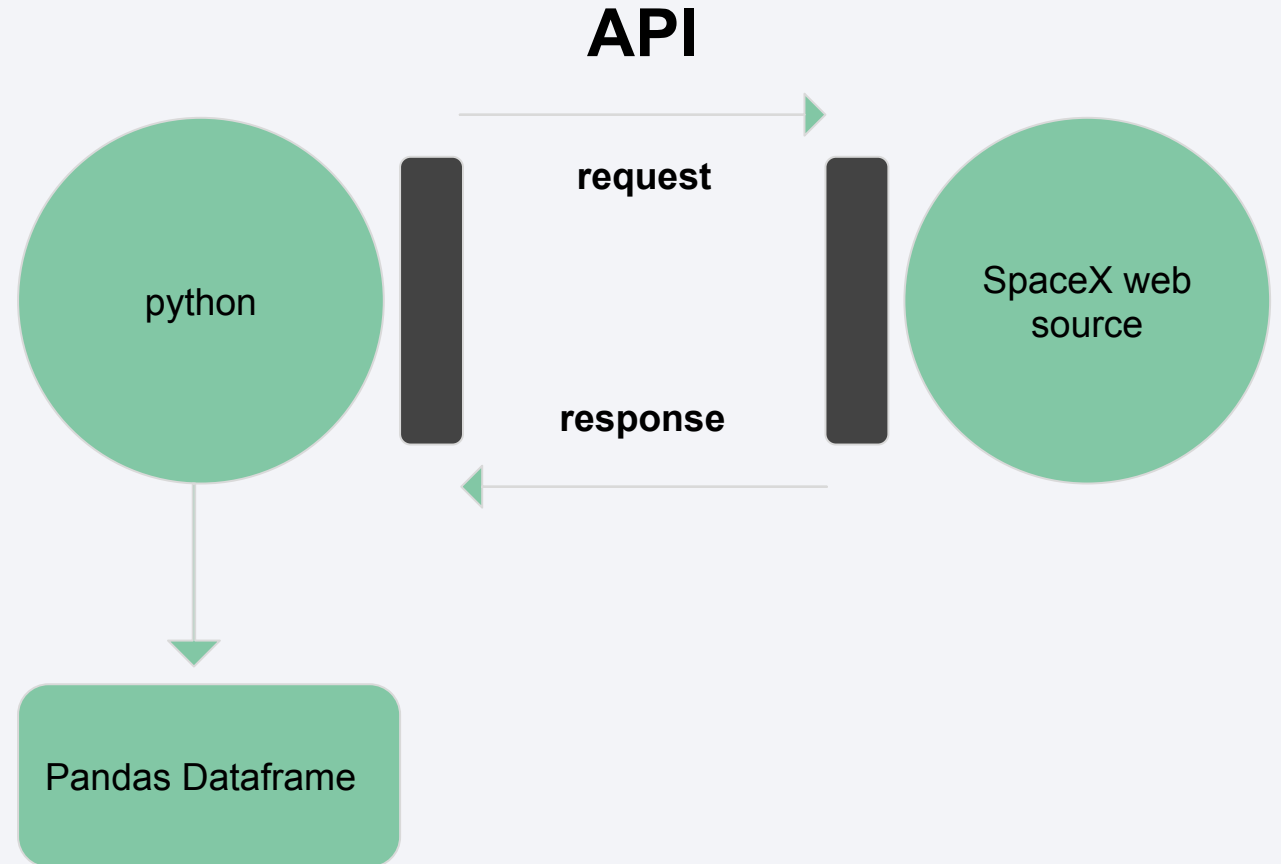 API
request
python
SpaceX web
source
response
Pandas Dataframe